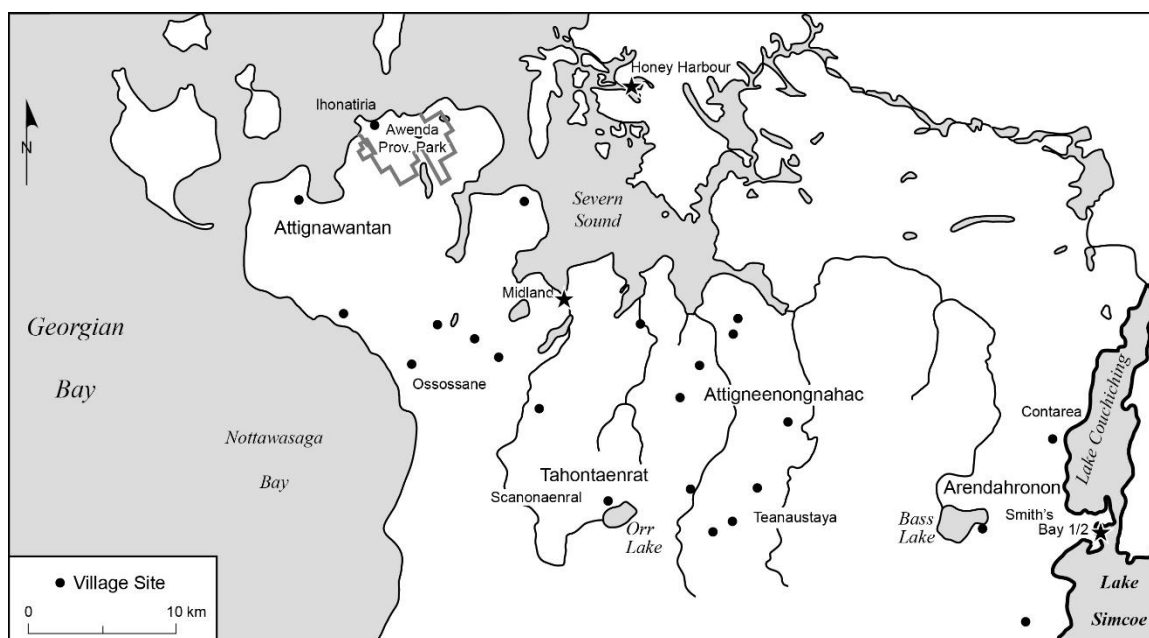 Honey Harbour
Ihonatiria
Awenda
Prov. Park
N
Severn
Sound
Attignawantan
Midland
Georgian
Bay
Ossossane
Attigneenongnahac
Contarea
Lake Couchiching
Nottawasaga
Bay
Tahontaenrat
Scanonaenral
Arendahronon
Orr
Lake
Teanaustaya
Bass
Lake
Smith's
Bay 1/2
Village Site
0
10 km
Lake
Simcoe